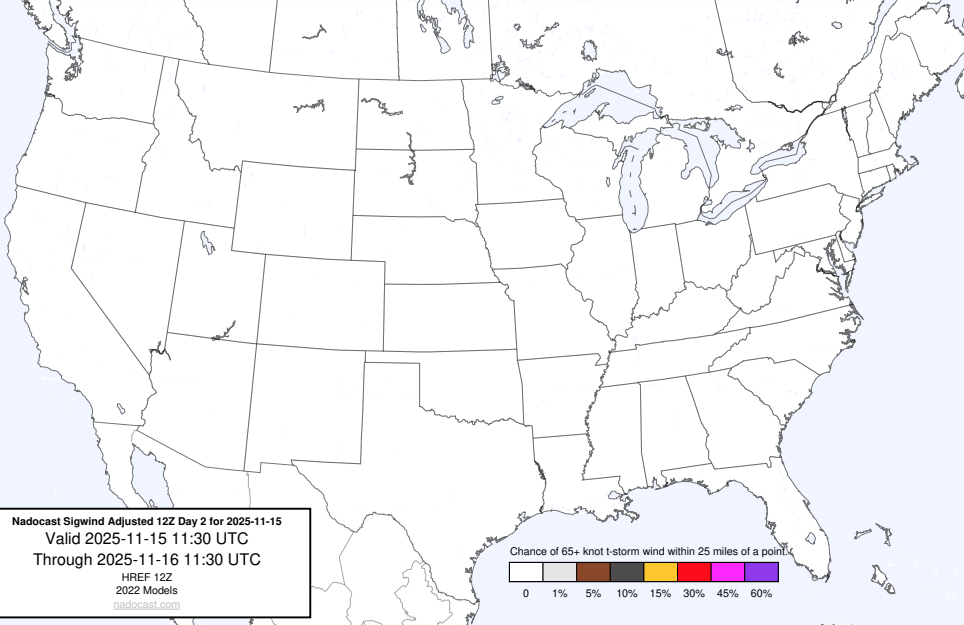 Nadocast Sigwind Adjusted 12Z Day 2 for 2025-11-15
Valid 2025-11-15 11:30 UTC
Through 2025-11-16 11:30 UTC
HREF 12Z
2022 Models
nadocast.com
Chance of 65+ knot t-storm wind within 25 miles of a point.
0 1% 5% 10% 15% 30% 45% 60%